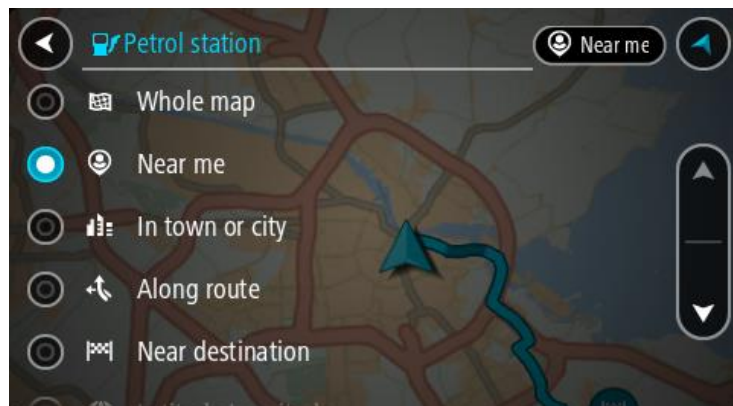 Petrol station
Near me
Whole map
Near me
In town or city
Along route
Near destination